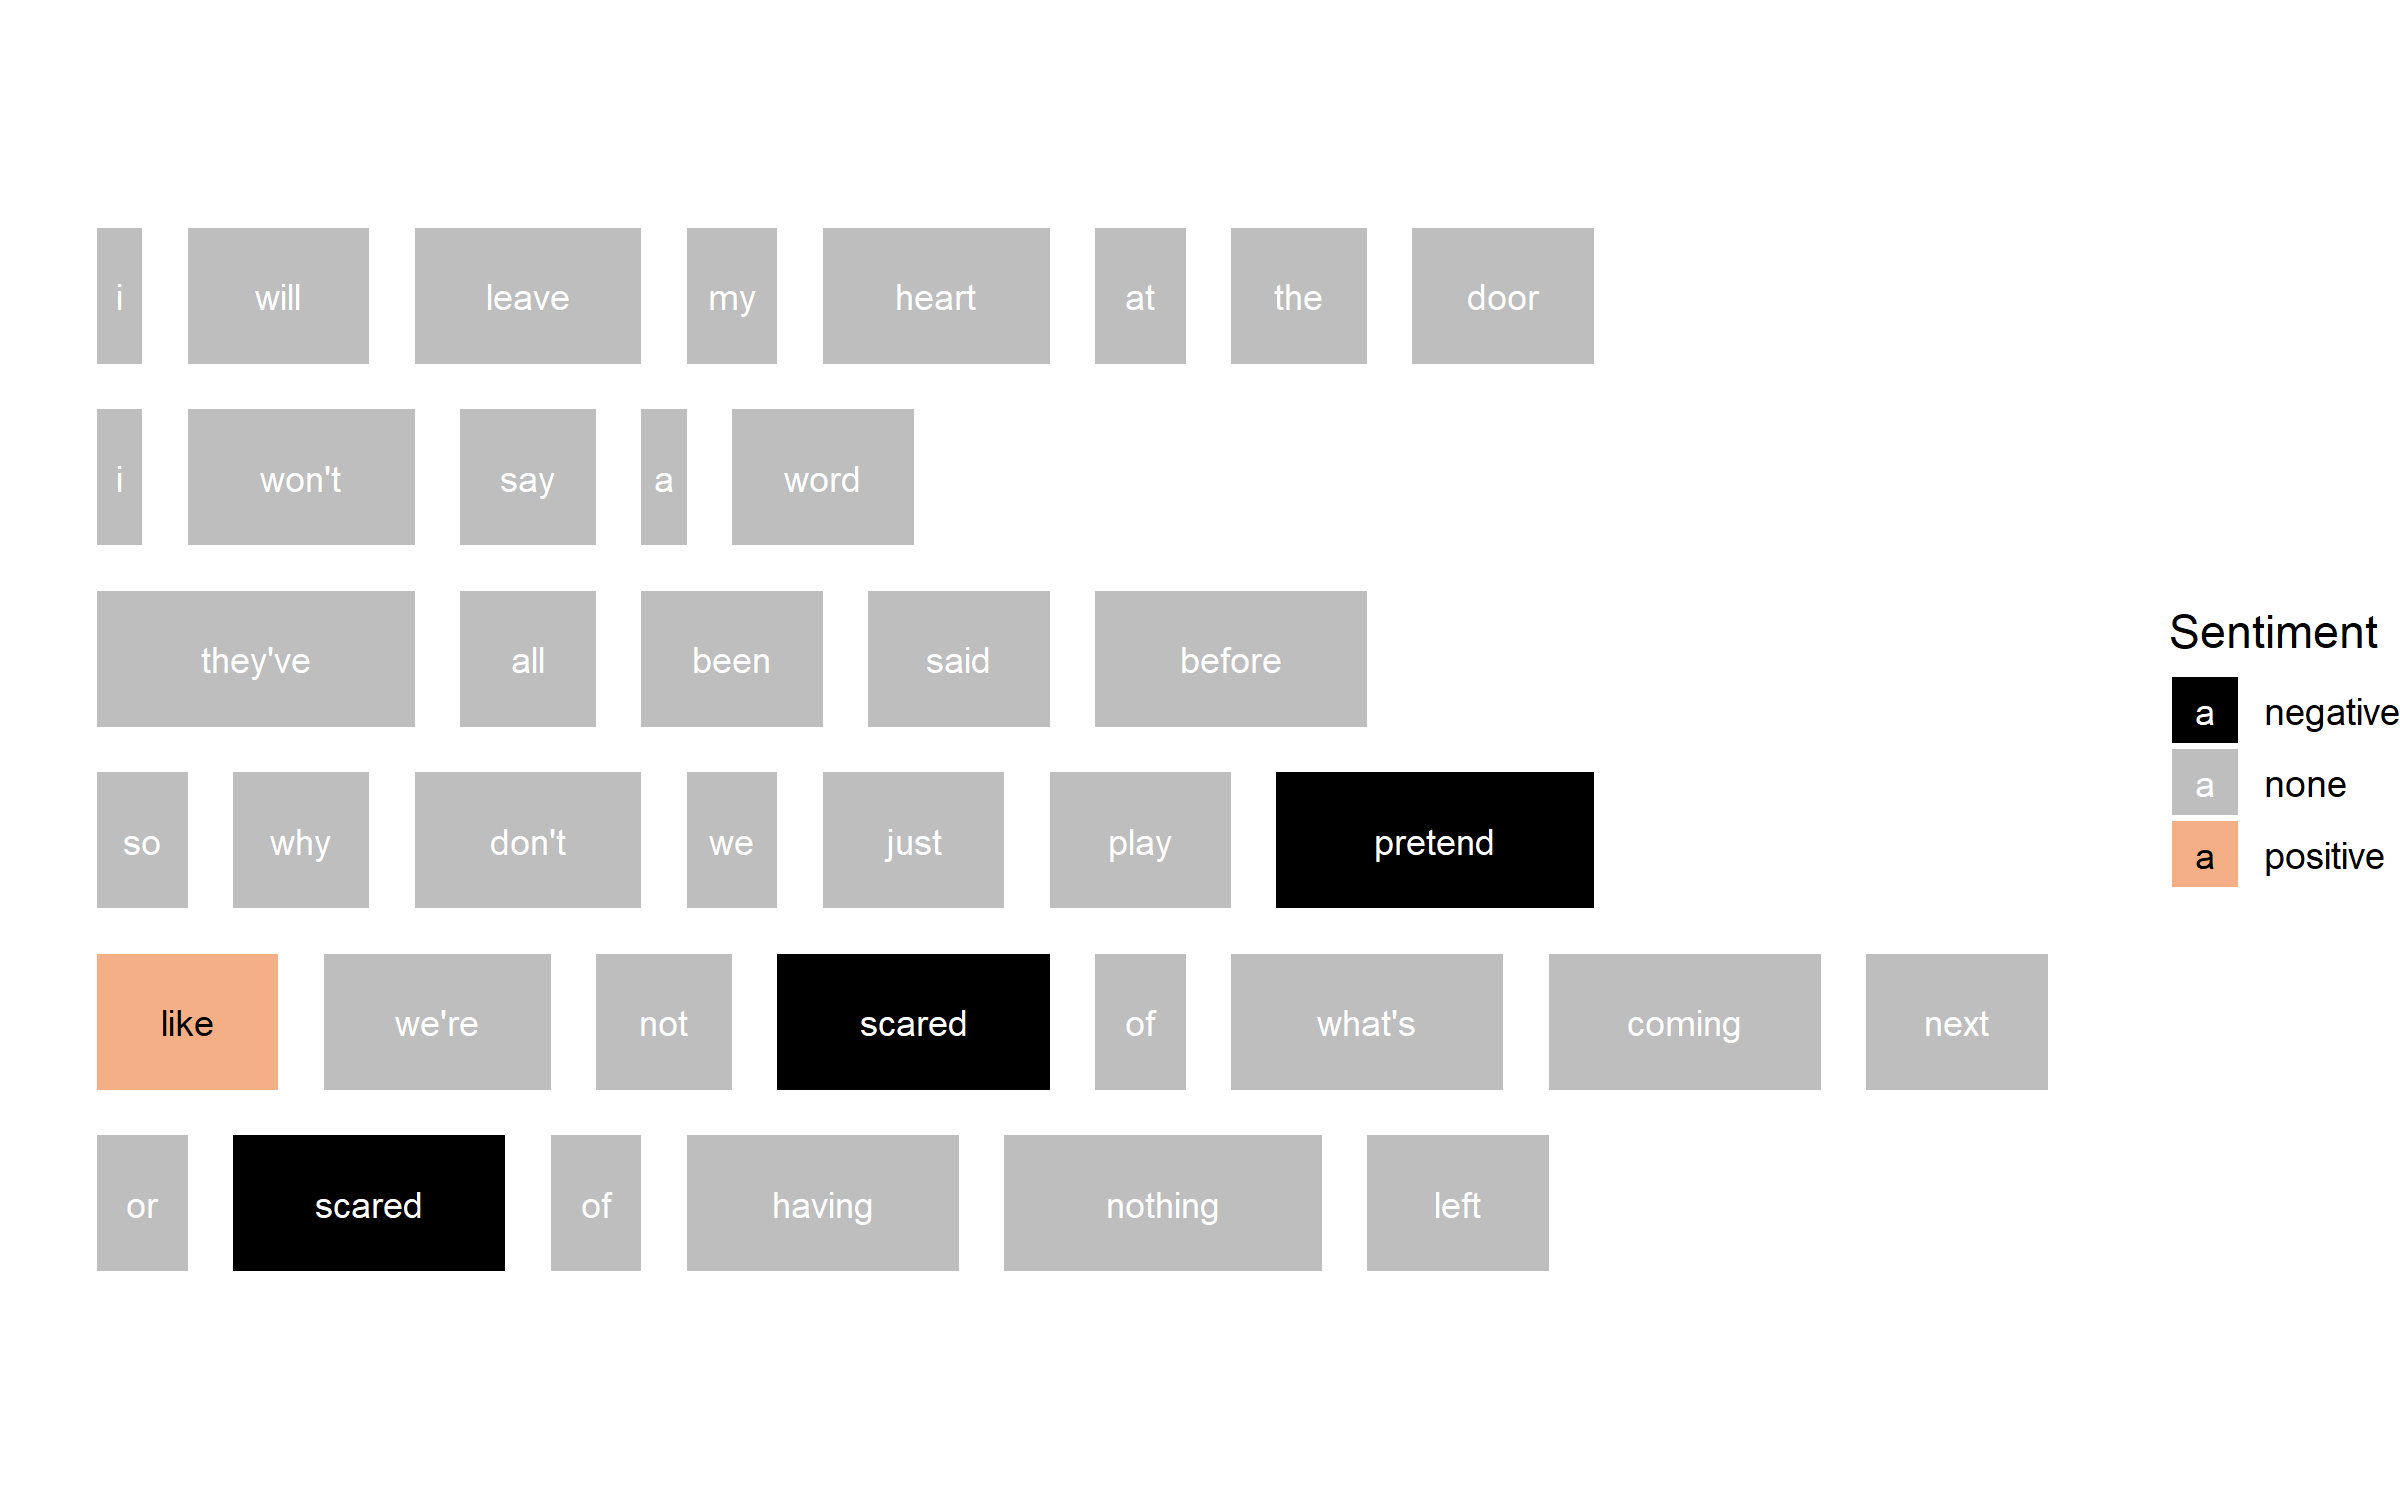 i will leave my heart at the door
i won't say a word
they've all been said before
so why don't we just play pretend
like we're not scared of what's coming next
or scared of having nothing left
Sentiment
a negative
a none
a positive